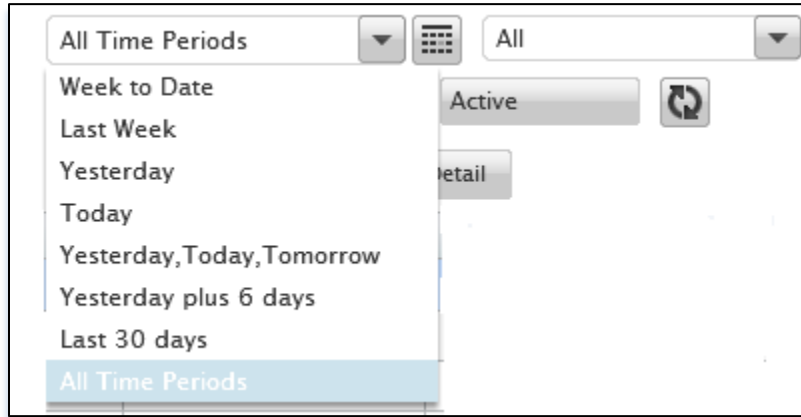 All Time Periods
All
Week to Date
Active
Last Week
Yesterday
Detail
Today
Yesterday,Today,Tomorrow
Yesterday plus 6 days
Last 30 days
All Time Periods